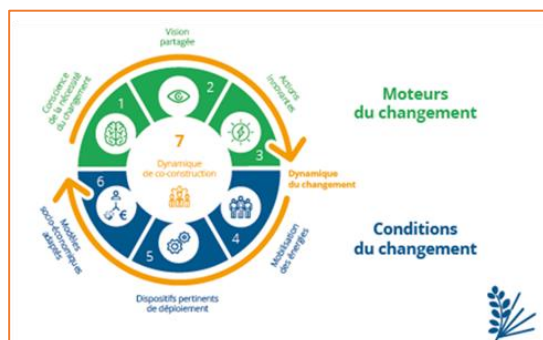 Vision
partagée
Conscience
de la nécessité
du changement
Actions
innovantes
1
2
3
7
Dynamique
de co-construction
Dynamique
du changement
6
5
4
Modèles
socio-économiques
adaptés
Mobilisation
des énergies
Dispositifs pertinents
de déploiement
Moteurs
du changement
Conditions
du changement
€